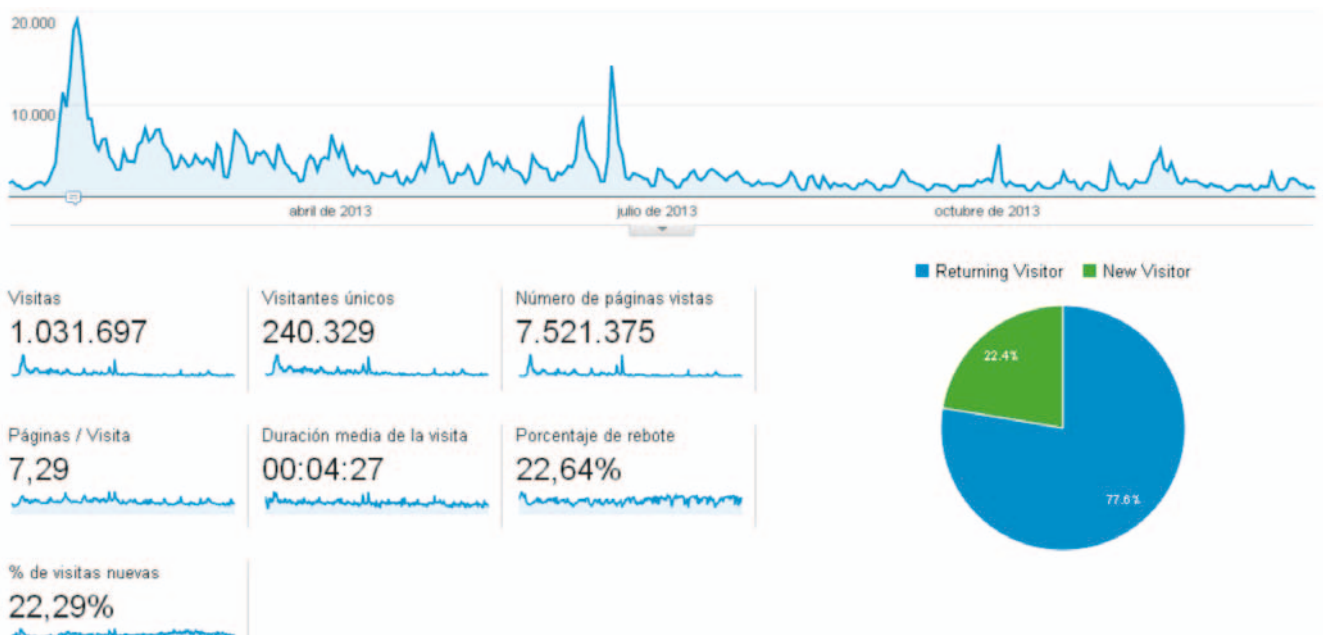 20.000
10.000
abril de 2013
julio de 2013
octubre de 2013
Returning Visitor
New Visitor
Visitas
1.031.697
Visitantes únicos
240.329
Número de páginas vistas
7.521.375
22.4%
77.6%
Páginas / Visita
7,29
Duración media de la visita
00:04:27
Porcentaje de rebote
22,64%
% de visitas nuevas
22,29%